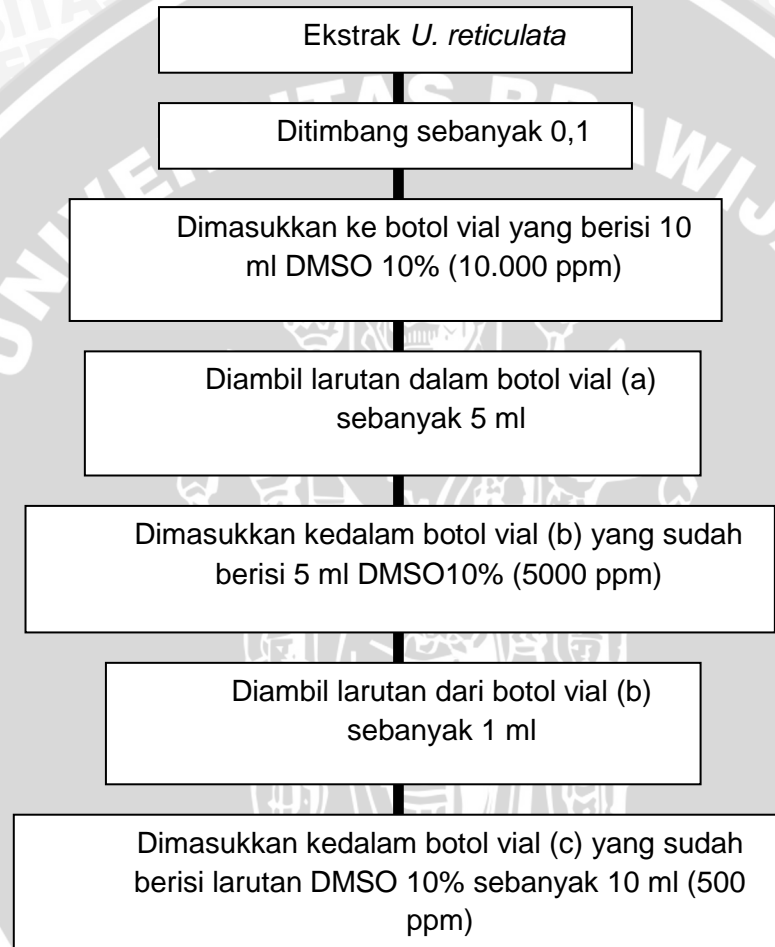 Ekstrak U. reticulata
Ditimbang sebanyak 0,1
Dimasukkan ke botol vial yang berisi 10
ml DMSO 10% (10.000 ppm)
Diambil larutan dalam botol vial (a)
sebanyak 5 ml
Dimasukkan kedalam botol vial (b) yang sudah
berisi 5 ml DMSO10% (5000 ppm)
Diambil larutan dari botol vial (b)
sebanyak 1 ml
Dimasukkan kedalam botol vial (c) yang sudah
berisi larutan DMSO 10% sebanyak 10 ml (500
ppm)